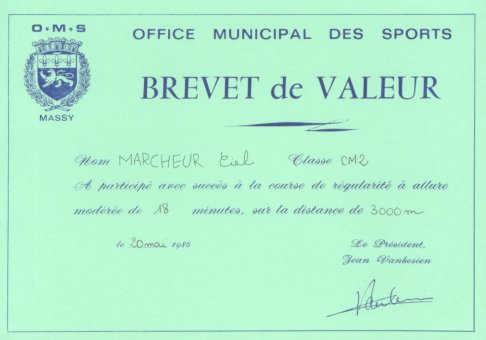 O·M·S
MASSY
OFFICE MUNICIPAL DES SPORTS
BREVET de VALEUR
Nom MARCHEUR Ciel Classe CM2
A participé avec succès à la course de régularité à allure
modérée de 18 minutes, sur la distance de 3000m
le 20 mai 1986
Le Président,
Jean Vanbesien